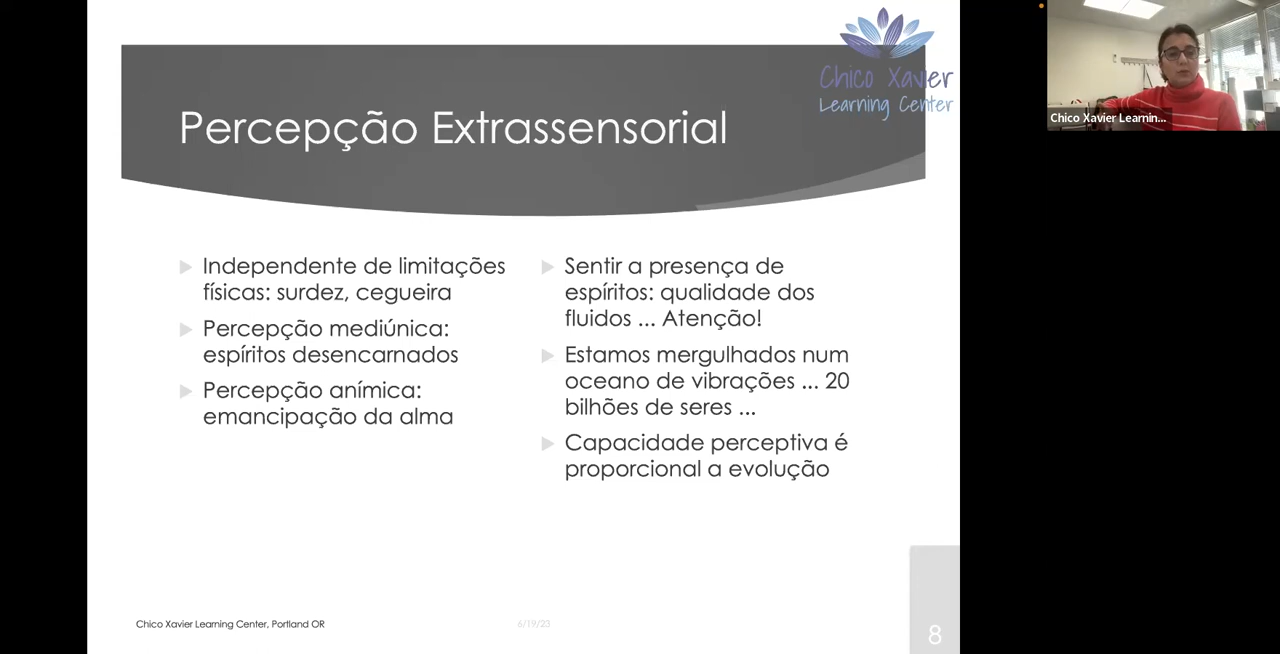 Chico Xavier
Learning Center
Percepção Extrassensorial
Independente de limitações
físicas: surdez, cegueira
Percepção mediúnica:
espíritos desencarnados
Percepção anímica:
emancipação da alma
Sentir a presença de
espíritos: qualidade dos
fluidos ... Atenção!
Estamos mergulhados num
oceano de vibrações ... 20
bilhões de seres ...
Capacidade perceptiva é
proporcional a evolução
Chico Xavier Learning Center, Portland OR
6/19/23
8
Chico Xavier Learnin...